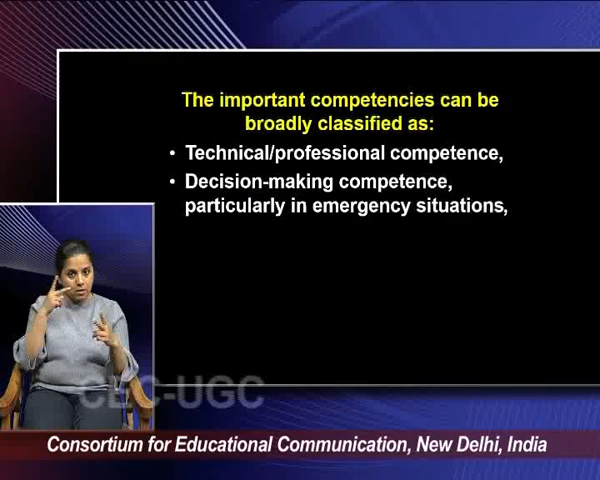 The important competencies can be
broadly classified as:
• Technical/professional competence,
• Decision-making competence,
particularly in emergency situations,
CEC-UGC
Consortium for Educational Communication, New Delhi, India